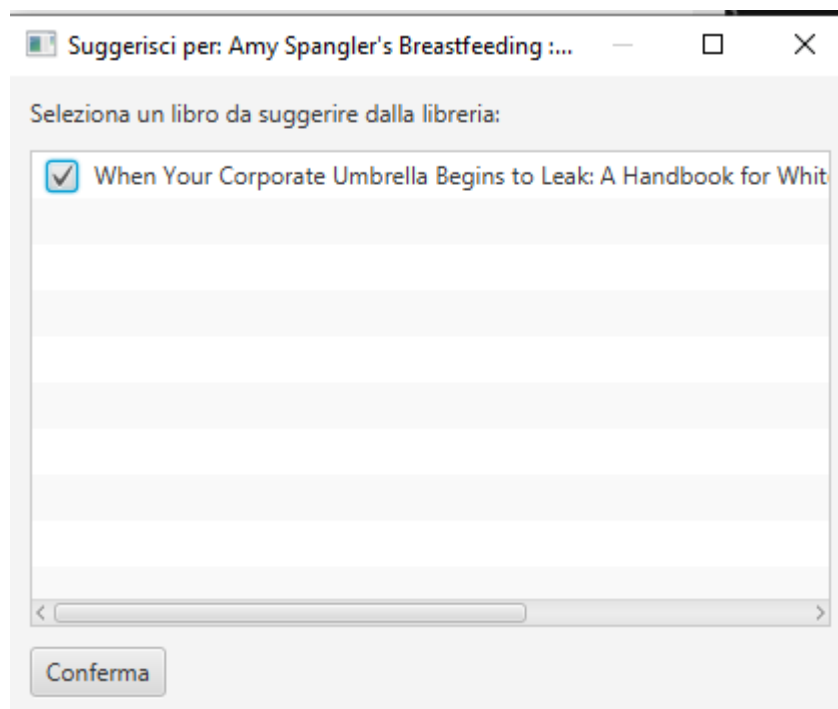 Suggerisci per: Amy Spangler's Breastfeeding :...
Seleziona un libro da suggerire dalla libreria:
When Your Corporate Umbrella Begins to Leak: A Handbook for Whit
Conferma